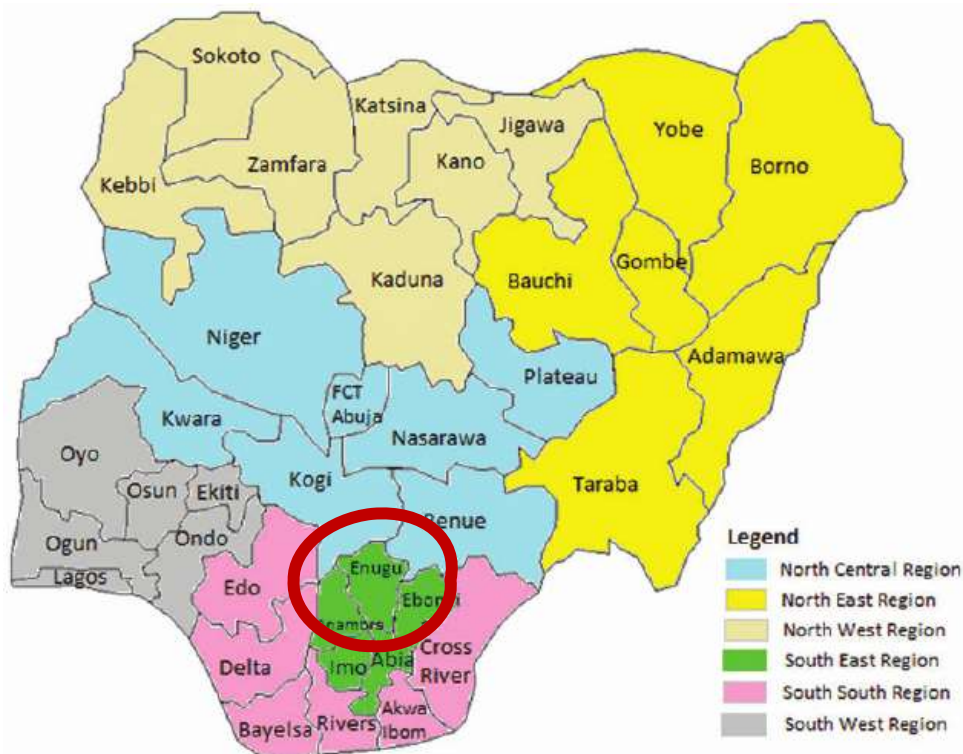 Sokoto
Katsina
Jigawa
Yobe
Borno
Kano
Zamfara
Kebbi
Gombe
Kaduna
Bauchi
Niger
Adamawa
Plateau
FCT
Abuja
Kwara
Nasarawa
Oyo
Kogi
Taraba
Osun
Ekiti
Benue
Ondo
Ogun
Enugu
Lagos
Edo
Ebonyi
Anambra
Cross
River
Delta
Imo
Abia
Akwa
Ibom
Rivers
Bayelsa
Legend
North Central Region
North East Region
North West Region
South East Region
South South Region
South West Region